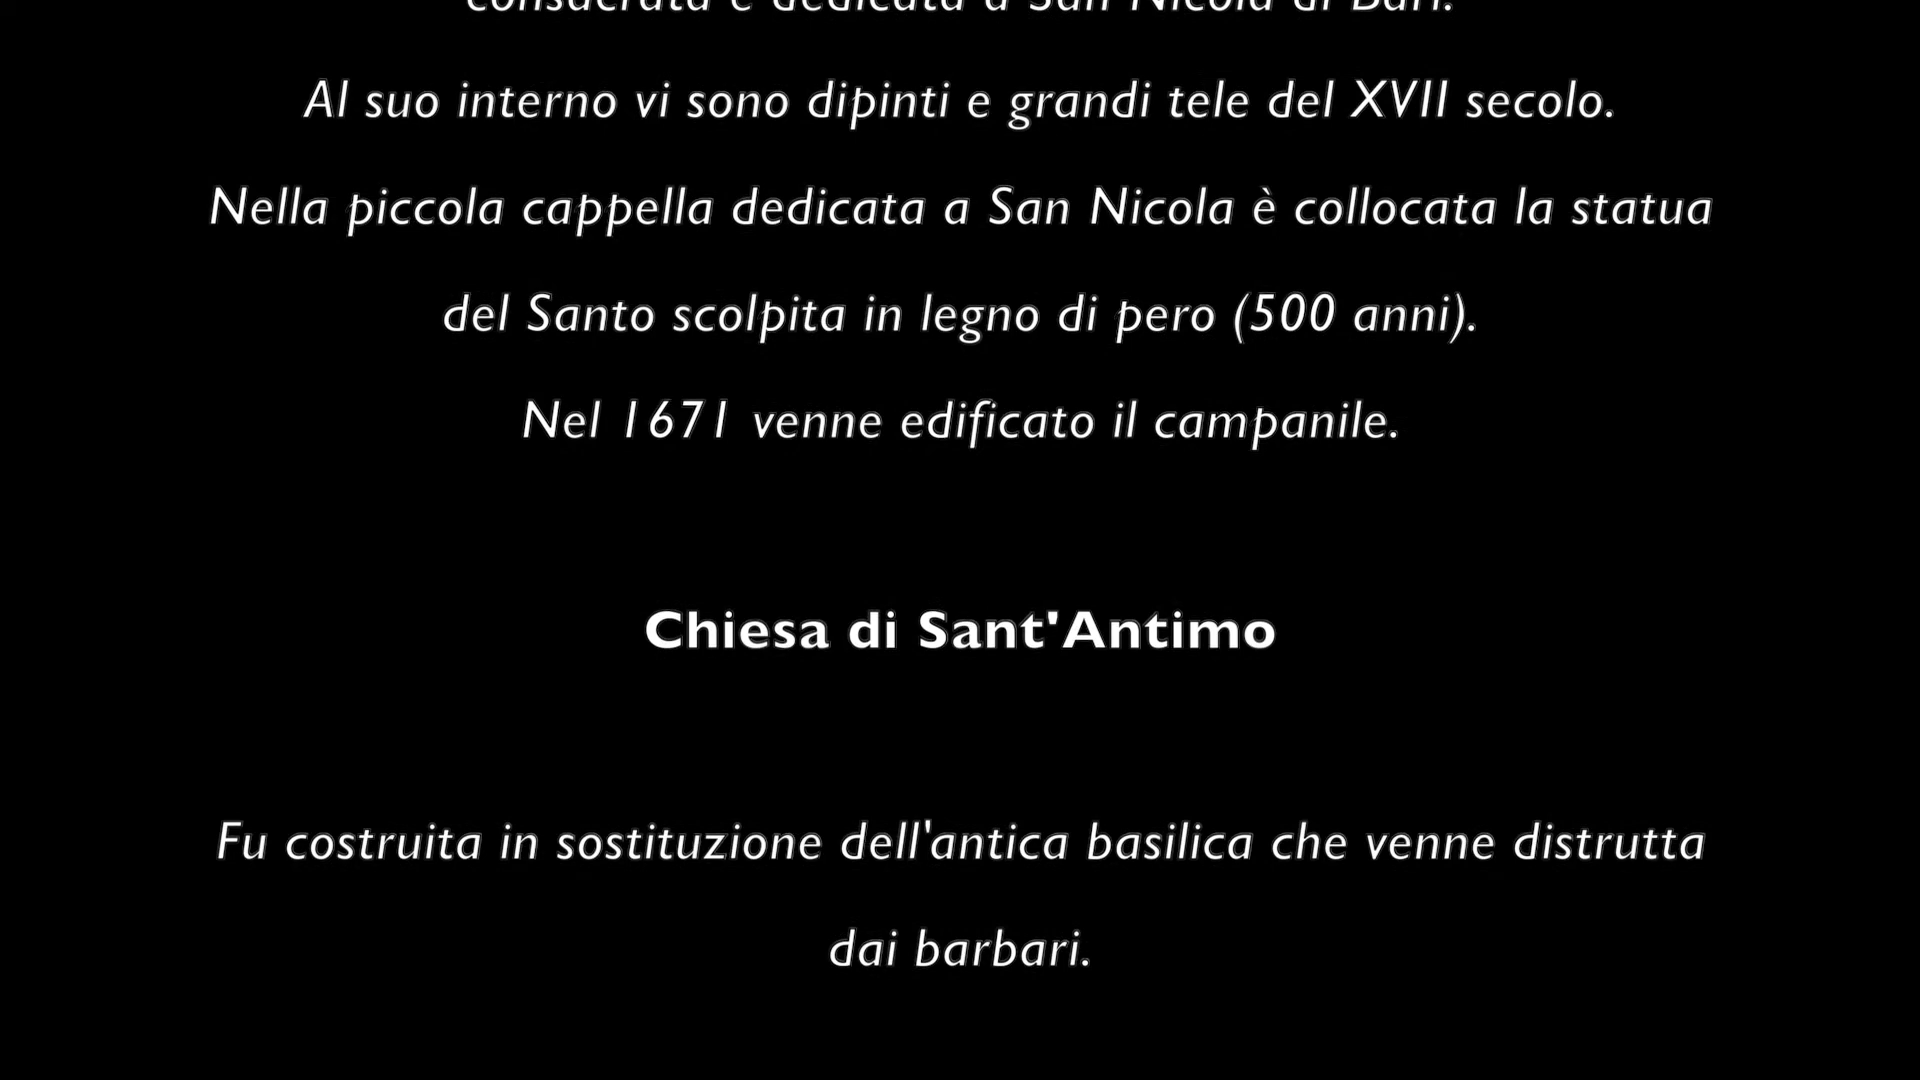 consacrata e dedicata a San Nicola di Bari.
Al suo interno vi sono dipinti e grandi tele del XVII secolo.
Nella piccola cappella dedicata a San Nicola è collocata la statua
del Santo scolpita in legno di pero (500 anni).
Nel 1671 venne edificato il campanile.
Chiesa di Sant'Antimo
Fu costruita in sostituzione dell'antica basilica che venne distrutta
dai barbari.